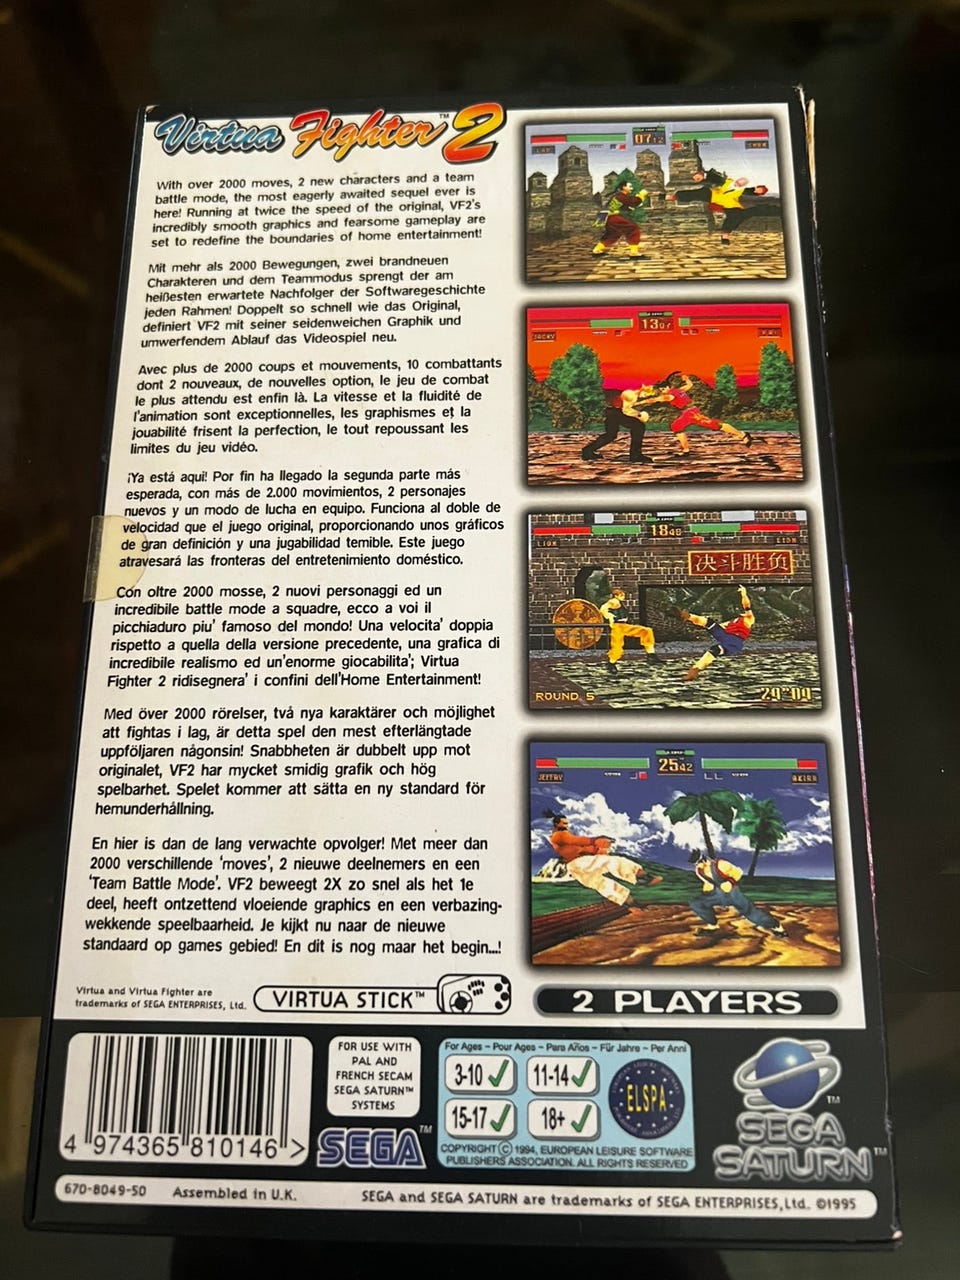 Virtua Fighter™ 2
With over 2000 moves, 2 new characters and a team
battle mode, the most eagerly awaited sequel ever is
here! Running at twice the speed of the original, VF2's
incredibly smooth graphics and fearsome gameplay are
set to redefine the boundaries of home entertainment!
Mit mehr als 2000 Bewegungen, zwei brandneuen
Charakteren und dem Teammodus sprengt der am
heißesten erwartete Nachfolger der Softwaregeschichte
jeden Rahmen! Doppelt so schnell wie das Original,
definiert VF2 mit seiner seidenweichen Graphik und
umwerfendem Ablauf das Videospiel neu.
Avec plus de 2000 coups et mouvements, 10 combattants
dont 2 nouveaux, de nouvelles option, le jeu de combat
le plus attendu est enfin là. La vitesse et la fluidité de
l'animation sont exceptionnelles, les graphismes et la
jouabilité frisent la perfection, le tout repoussant les
limites du jeu vidéo.
¡Ya está aqui! Por fin ha llegado la segunda parte más
esperada, con más de 2.000 movimientos, 2 personajes
nuevos y un modo de lucha en equipo. Funciona al doble de
velocidad que el juego original, proporcionando unos gráficos
de gran definición y una jugabilidad temible. Este juego
atravesará las fronteras del entretenimiento doméstico.
Con oltre 2000 mosse, 2 nuovi personaggi ed un
incredibile battle mode a squadre, ecco a voi il
picchiaduro piu' famoso del mondo! Una velocita' doppia
rispetto a quella della versione precedente, una grafica di
incredibile realismo ed un'enorme giocabilita'; Virtua
Fighter 2 ridisegnera' i confini dell'Home Entertainment!
Med över 2000 rörelser, två nya karaktärer och möjlighet
att fightas i lag, är detta spel den mest efterlängtade
uppföljaren någonsin! Snabbheten är dubbelt upp mot
originalet, VF2 har mycket smidig grafik och hög
spelbarhet. Spelet kommer att sätta en ny standard för
hemunderhållning.
En hier is dan de lang verwachte opvolger! Met meer dan
2000 verschillende 'moves', 2 nieuwe deelnemers en een
'Team Battle Mode'. VF2 beweegt 2X zo snel als het 1e
deel, heeft ontzettend vloeiende graphics en een verbazing-
wekkende speelbaarheid. Je kijkt nu naar de nieuwe
standaard op games gebied! En dit is nog maar het begin...!
Virtua and Virtua Fighter are
trademarks of SEGA ENTERPRISES, Ltd.
VIRTUA STICK™
07
LAU
JACKY
13
LION
18
LION
决斗胜负
ROUND 5
29"09
JEFFRY
25
AKIRA
2 PLAYERS
4 974365 810146 >
FOR USE WITH
PAL AND
FRENCH SECAM
SEGA SATURN™
SYSTEMS
SEGA™
For Ages - Pour Ages - Para Años - Für Jahre - Per Anni
3-10 ✓ 11-14 ✓
15-17 ✓ 18+ ✓
ELSPA
COPYRIGHT © 1994, EUROPEAN LEISURE SOFTWARE
PUBLISHERS ASSOCIATION. ALL RIGHTS RESERVED
™
SEGA
SATURN™
670-8049-50 Assembled in U.K. SEGA and SEGA SATURN are trademarks of SEGA ENTERPRISES,Ltd. ©1995